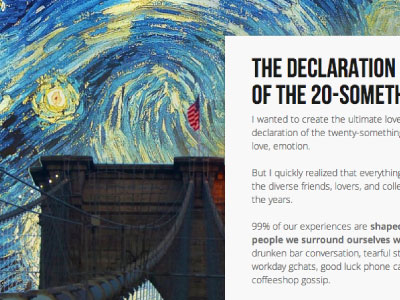 THE DECLARATION
OF THE 20-SOMETH
I wanted to create the ultimate love
declaration of the twenty-something
love, emotion.
But I quickly realized that everything
the diverse friends, lovers, and colle
the years.
99% of our experiences are shaped
people we surround ourselves w
drunken bar conversation, tearful st
workday gchats, good luck phone ca
coffeeshop gossip.